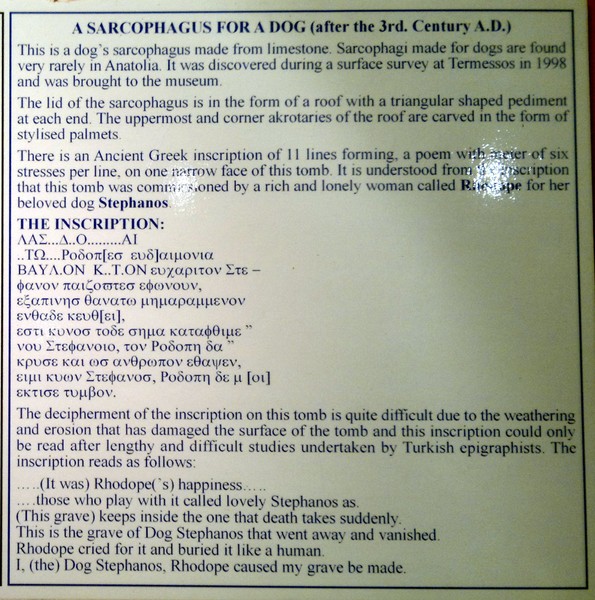 A SARCOPHAGUS FOR A DOG (after the 3rd. Century A.D.)
This is a dog's sarcophagus made from limestone. Sarcophagi made for dogs are found
very rarely in Anatolia. It was discovered during a surface survey at Termessos in 1998
and was brought to the museum.
The lid of the sarcophagus is in the form of a roof with a triangular shaped pediment
at each end. The uppermost and corner akrotaries of the roof are carved in the form of
stylised palmets.
There is an Ancient Greek inscription of 11 lines forming, a poem with meter of six
stresses per line, on one narrow face of this tomb. It is understood from the inscription
that this tomb was commissioned by a rich and lonely woman called Rhodope for her
beloved dog Stephanos.
THE INSCRIPTION:
ΛΑΣ...Δ..Ο.........ΑΙ
..ΤΩ....Ροδοπ[εσ ευδ]αιμονια
ΒΑΥΛ.ΟΝ Κ..Τ.ΟΝ ευχαριτον Στε –
φανον παιζοϖτεσ εφωνουν,
εξαπινησ θανατω μημαραμμενον
ενθαδε κευθ[ει],
εστι κυνοσ τοδε σημα καταφθιμε ”
νου Στεφανοιο, τον Ροδοπη δα ”
κρυσε και ωσ ανθρωπον εθαψεν,
ειμι κυων Στεφανοσ, Ροδοπη δε μ [οι]
εκτισε τυμβον.
The decipherment of the inscription on this tomb is quite difficult due to the weathering
and erosion that has damaged the surface of the tomb and this inscription could only
be read after lengthy and difficult studies undertaken by Turkish epigraphists. The
inscription reads as follows:
.....(It was) Rhodope(`s) happiness.....
....those who play with it called lovely Stephanos as.
(This grave) keeps inside the one that death takes suddenly.
This is the grave of Dog Stephanos that went away and vanished.
Rhodope cried for it and buried it like a human.
I, (the) Dog Stephanos, Rhodope caused my grave be made.